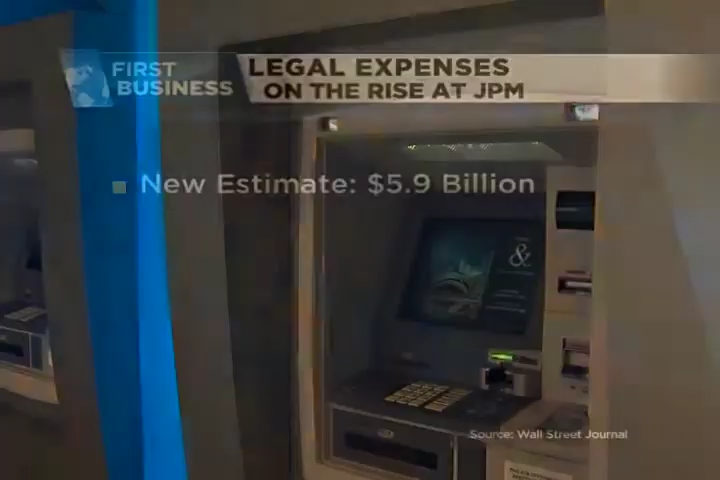 FIRST
BUSINESS
LEGAL EXPENSES
ON THE RISE AT JPM
New Estimate: $5.9 Billion
&
Source: Wall Street Journal